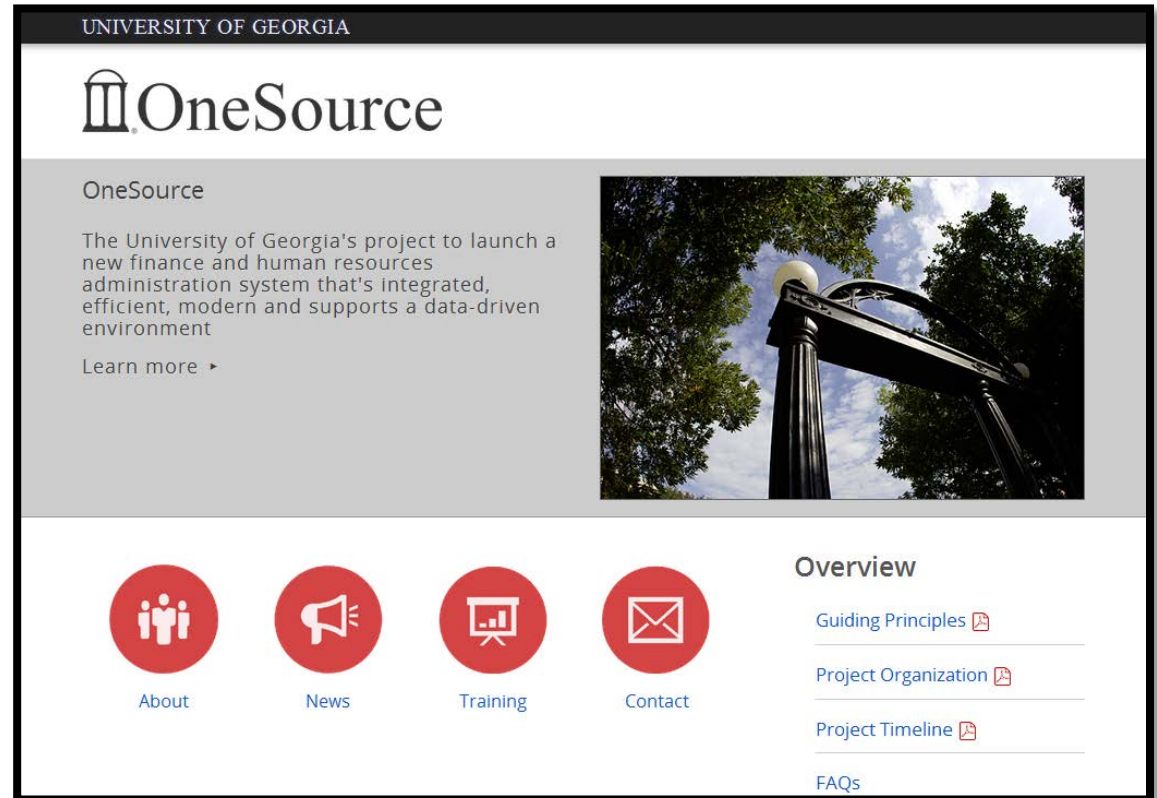 UNIVERSITY OF GEORGIA
OneSource
OneSource
The University of Georgia's project to launch a
new finance and human resources
administration system that's integrated,
efficient, modern and supports a data-driven
environment
Learn more ▸
About
News
Training
Contact
Overview
Guiding Principles
Project Organization
Project Timeline
FAQs